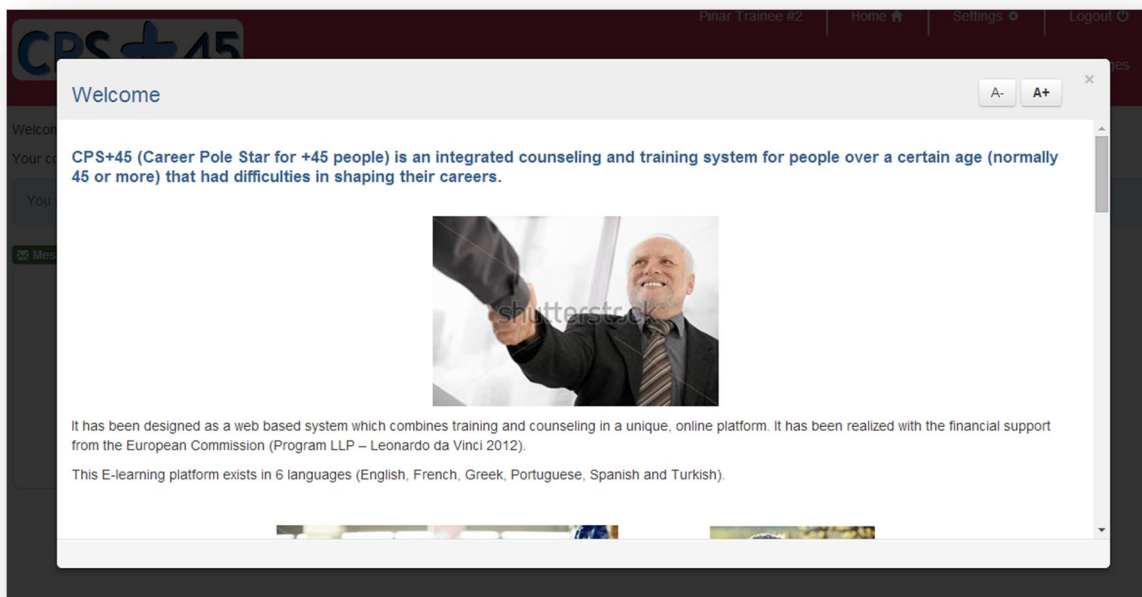 Pinar Trainee #2 Home Settings Logout
CPS+45
Welcome
A- A+ ×
CPS+45 (Career Pole Star for +45 people) is an integrated counseling and training system for people over a certain age (normally
45 or more) that had difficulties in shaping their careers.
shutterstock
It has been designed as a web based system which combines training and counseling in a unique, online platform. It has been realized with the financial support
from the European Commission (Program LLP – Leonardo da Vinci 2012).
This E-learning platform exists in 6 languages (English, French, Greek, Portuguese, Spanish and Turkish).
You